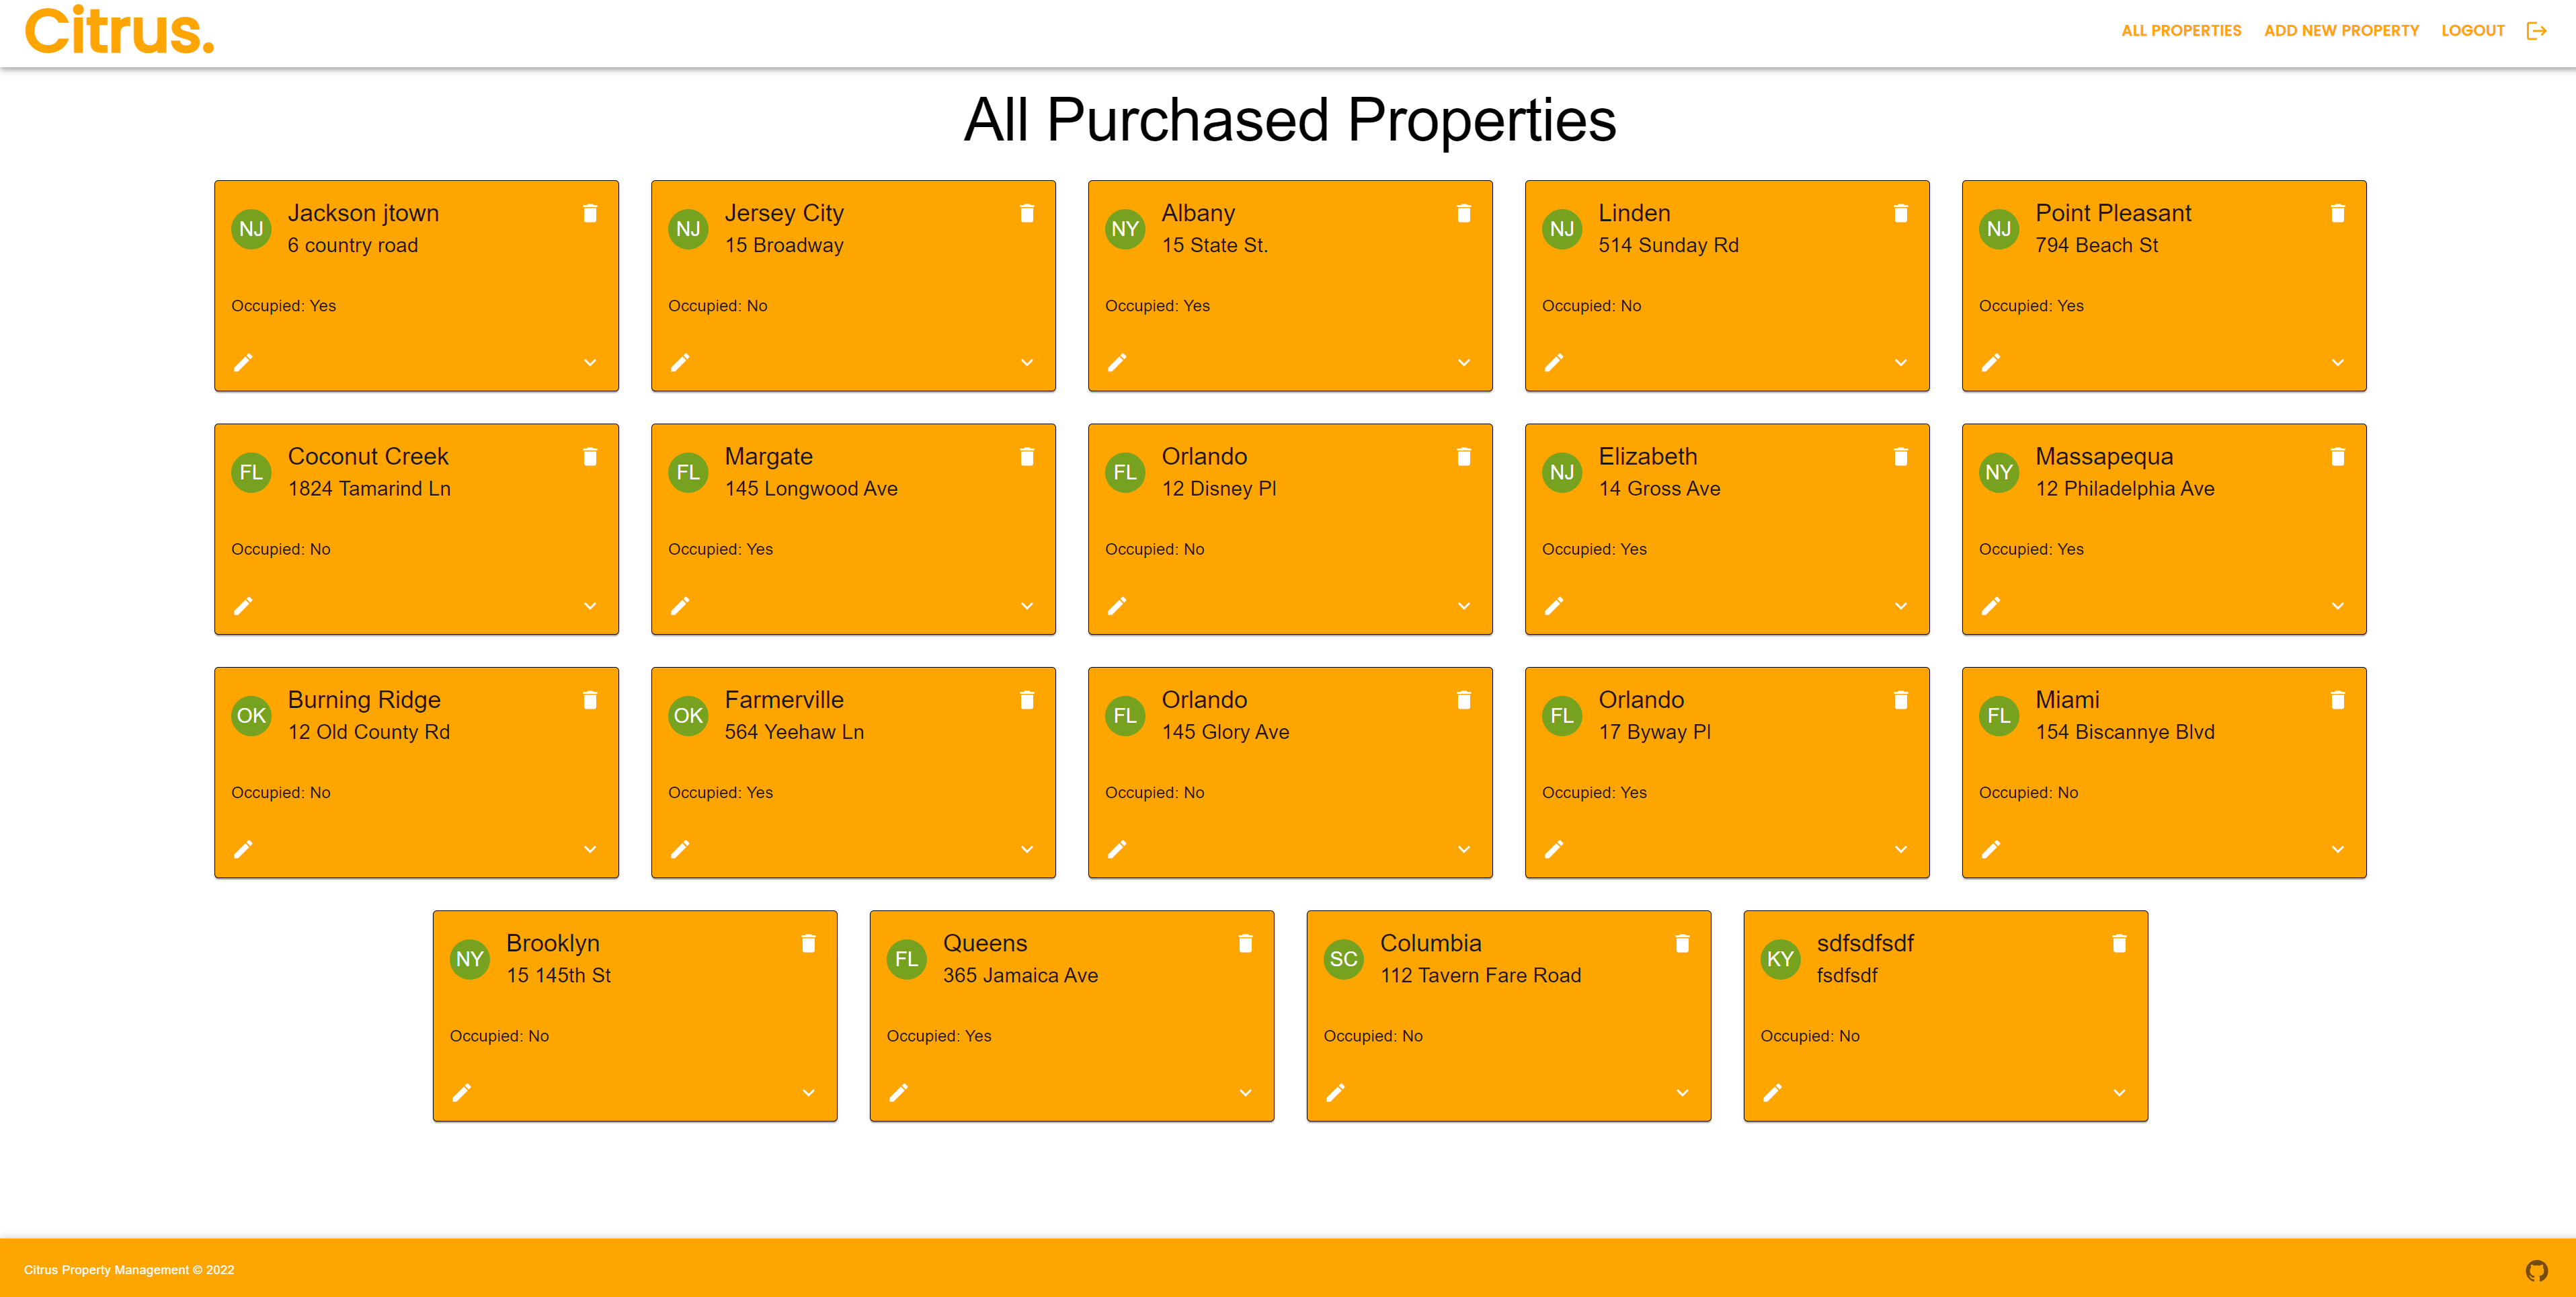 Citrus.
ALL PROPERTIES ADD NEW PROPERTY LOGOUT
All Purchased Properties
NJ
Jackson jtown
6 country road
Occupied: Yes
NJ
Jersey City
15 Broadway
Occupied: No
NY
Albany
15 State St.
Occupied: Yes
NJ
Linden
514 Sunday Rd
Occupied: No
NJ
Point Pleasant
794 Beach St
Occupied: Yes
FL
Coconut Creek
1824 Tamarind Ln
Occupied: No
FL
Margate
145 Longwood Ave
Occupied: Yes
FL
Orlando
12 Disney Pl
Occupied: No
NJ
Elizabeth
14 Gross Ave
Occupied: Yes
NY
Massapequa
12 Philadelphia Ave
Occupied: Yes
OK
Burning Ridge
12 Old County Rd
Occupied: No
OK
Farmerville
564 Yeehaw Ln
Occupied: Yes
FL
Orlando
145 Glory Ave
Occupied: No
FL
Orlando
17 Byway Pl
Occupied: Yes
FL
Miami
154 Biscannye Blvd
Occupied: No
NY
Brooklyn
15 145th St
Occupied: No
FL
Queens
365 Jamaica Ave
Occupied: Yes
SC
Columbia
112 Tavern Fare Road
Occupied: No
KY
sdfsdfsdf
fsdfsdf
Occupied: No
Citrus Property Management © 2022